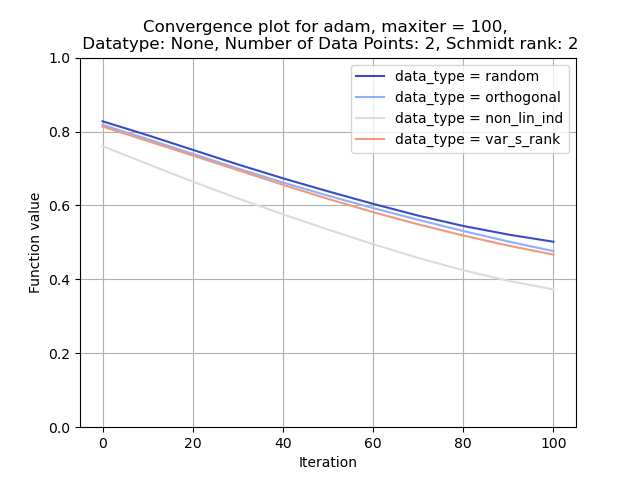 Convergence plot for adam, maxiter = 100,
Datatype: None, Number of Data Points: 2, Schmidt rank: 2
1.0
0.8
0.6
0.4
0.2
0.0
Function value
data_type = random
data_type = orthogonal
data_type = non_lin_ind
data_type = var_s_rank
0 20 40 60 80 100
Iteration